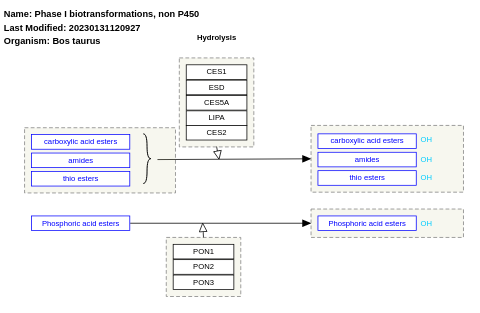 Name: Phase I biotransformations, non P450
Last Modified: 20230131120927
Organism: Bos taurus
Hydrolysis
CES1
ESD
CES5A
LIPA
CES2
carboxylic acid esters
amides
thio esters
carboxylic acid esters OH
amides OH
thio esters OH
Phosphoric acid esters
Phosphoric acid esters OH
PON1
PON2
PON3